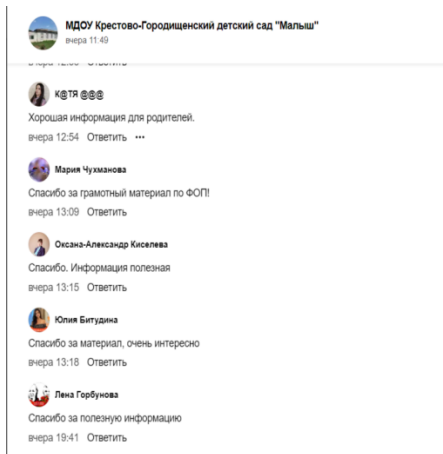 МДОУ Крестово-Городищенский детский сад "Малыш"
вчера 11:49
К@ТЯ @@@
Хорошая информация для родителей.
вчера 12:54 Ответить •••
Мария Чухманова
Спасибо за грамотный материал по ФОП!
вчера 13:09 Ответить
Оксана-Александр Киселева
Спасибо. Информация полезная
вчера 13:15 Ответить
Юлия Битудина
Спасибо за материал, очень интересно
вчера 13:18 Ответить
Лена Горбунова
Спасибо за полезную информацию
вчера 19:41 Ответить